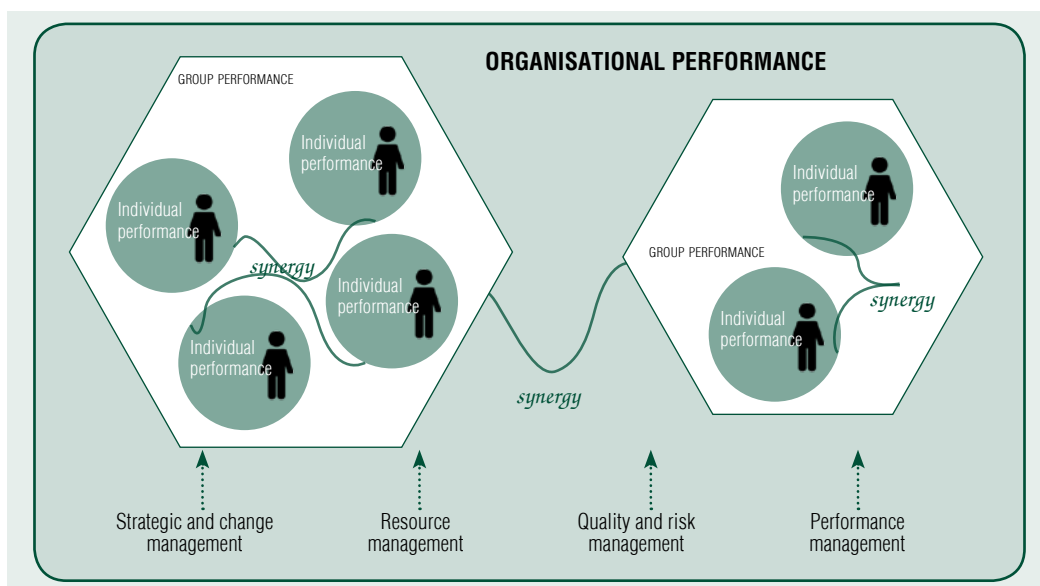 ORGANISATIONAL PERFORMANCE
GROUP PERFORMANCE
Individual
performance
Individual
performance
synergy
Individual
performance
Individual
performance
synergy
Individual
performance
GROUP PERFORMANCE
Individual
performance
synergy
Strategic and change
management
Resource
management
Quality and risk
management
Performance
management